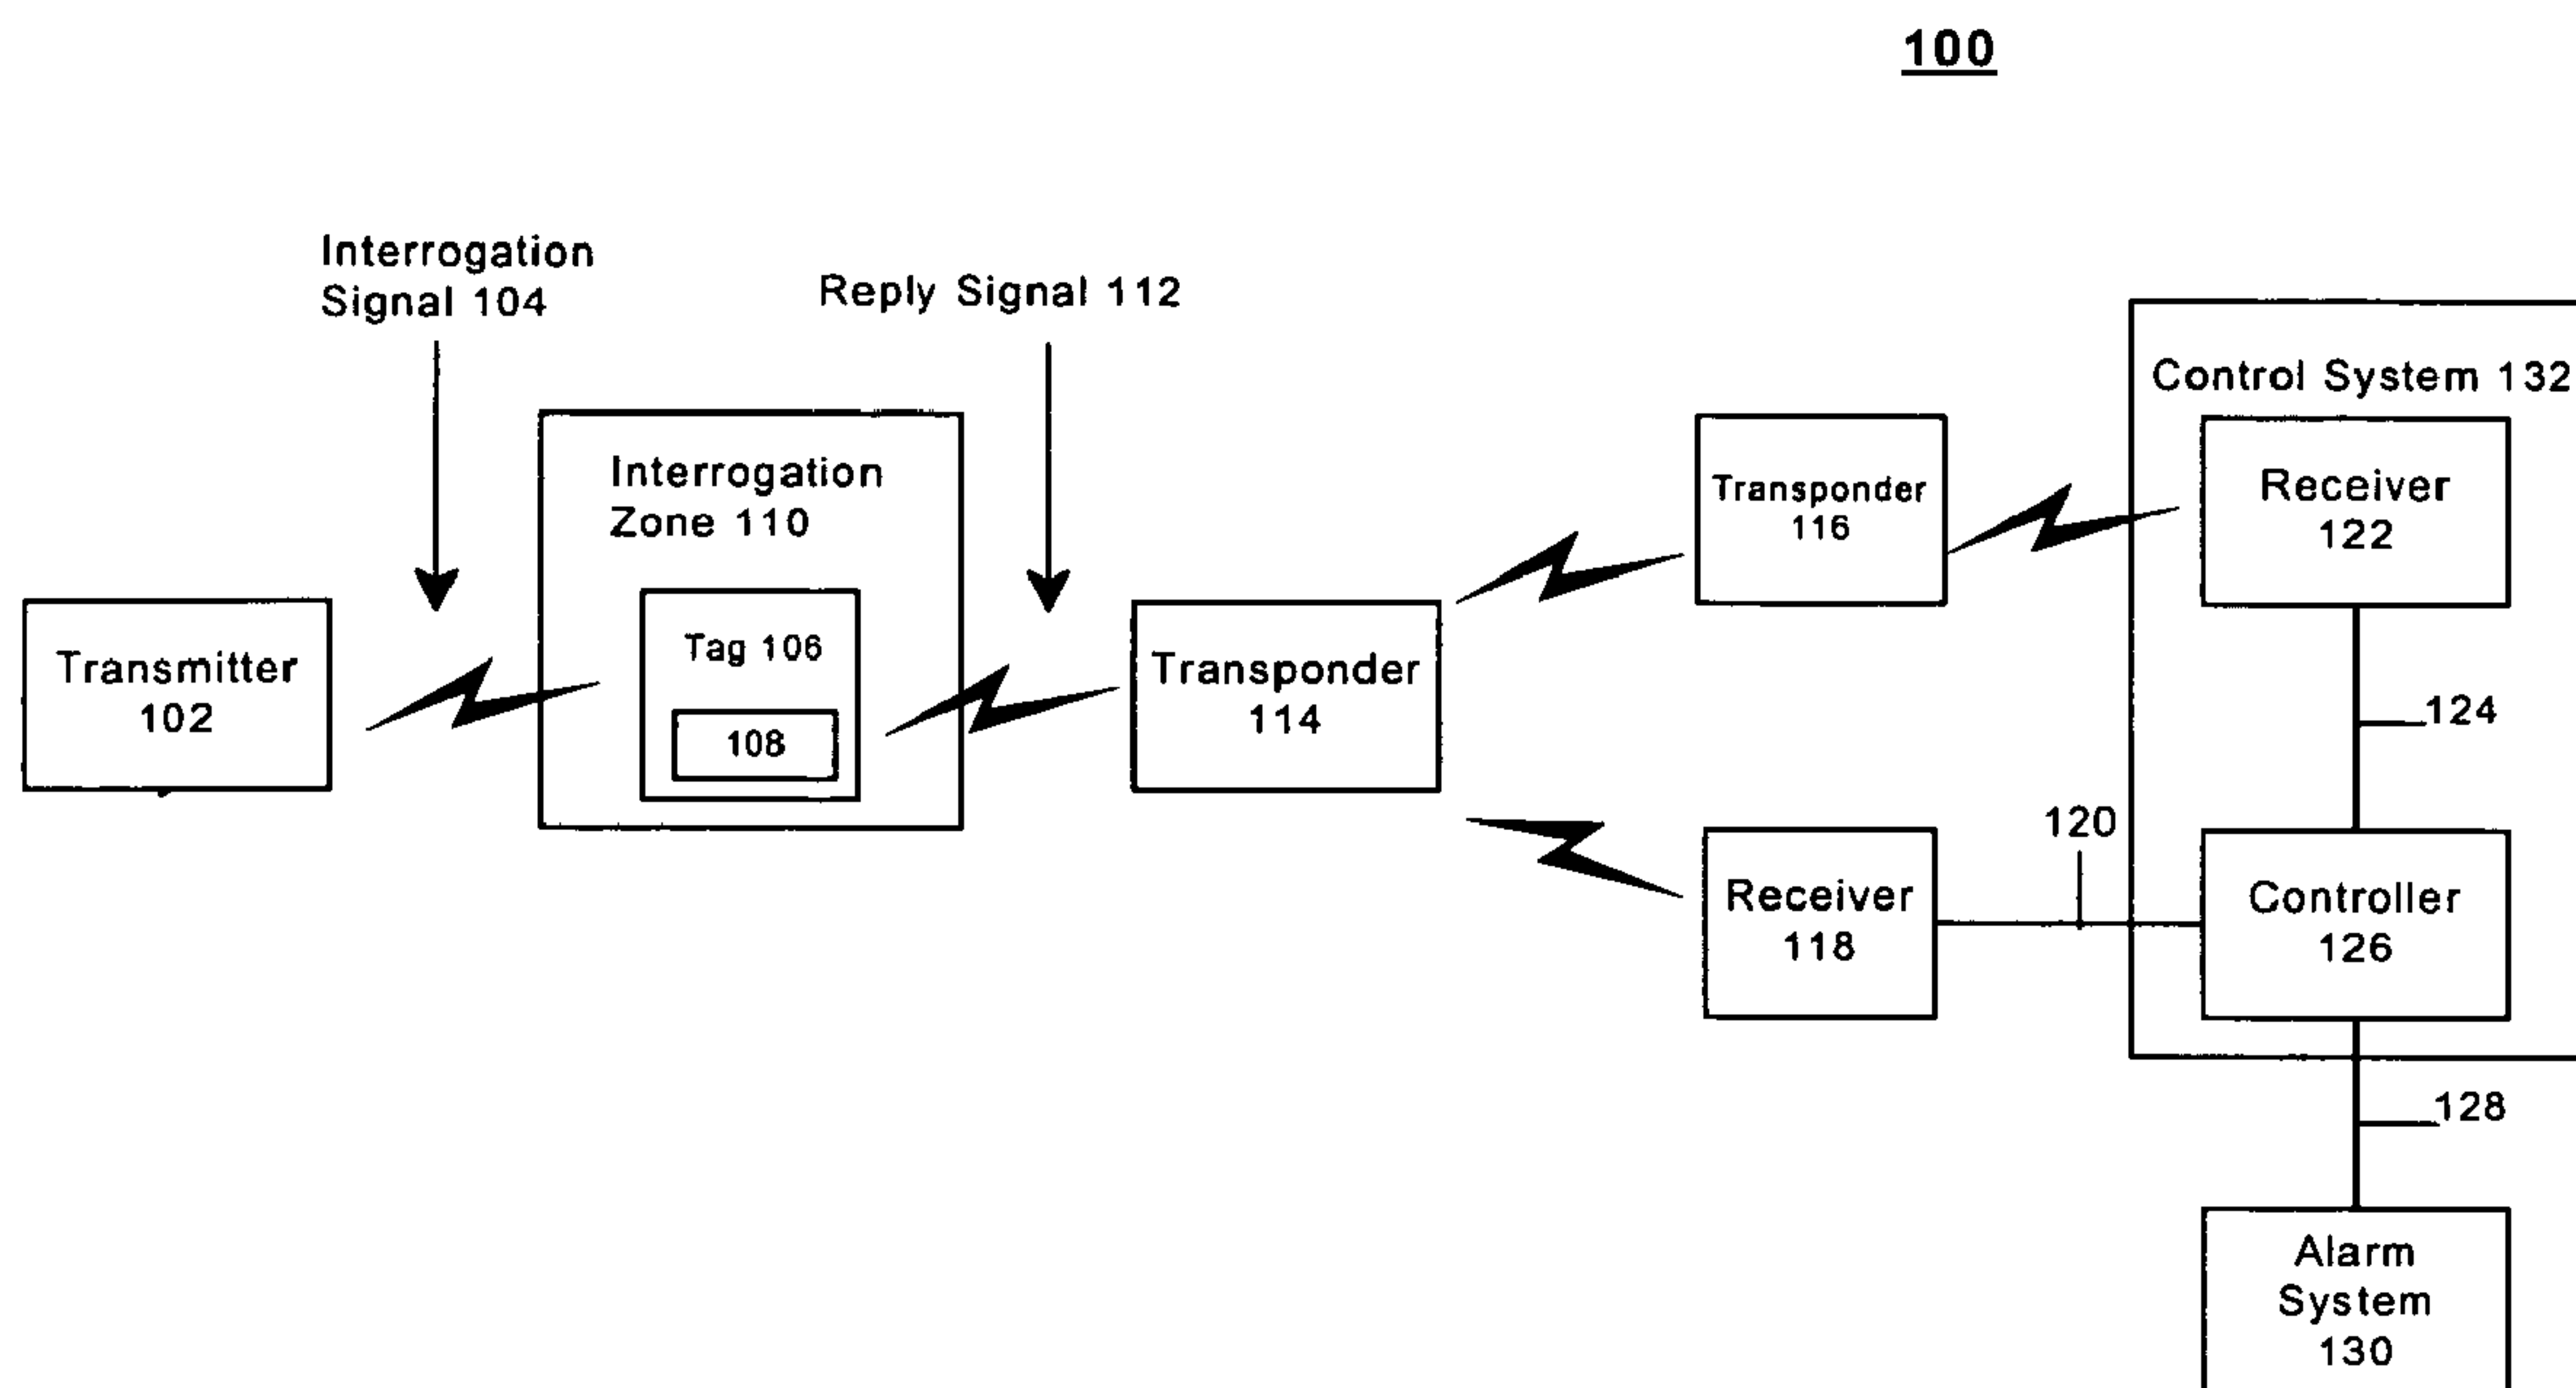 100
Interrogation
Signal 104
Reply Signal 112
Control System 132
Interrogation
Zone 110
Transponder
116
Receiver
122
Transmitter
102
Tag 106
108
Transponder
114
124
120
Receiver
118
Controller
126
128
Alarm
System
130